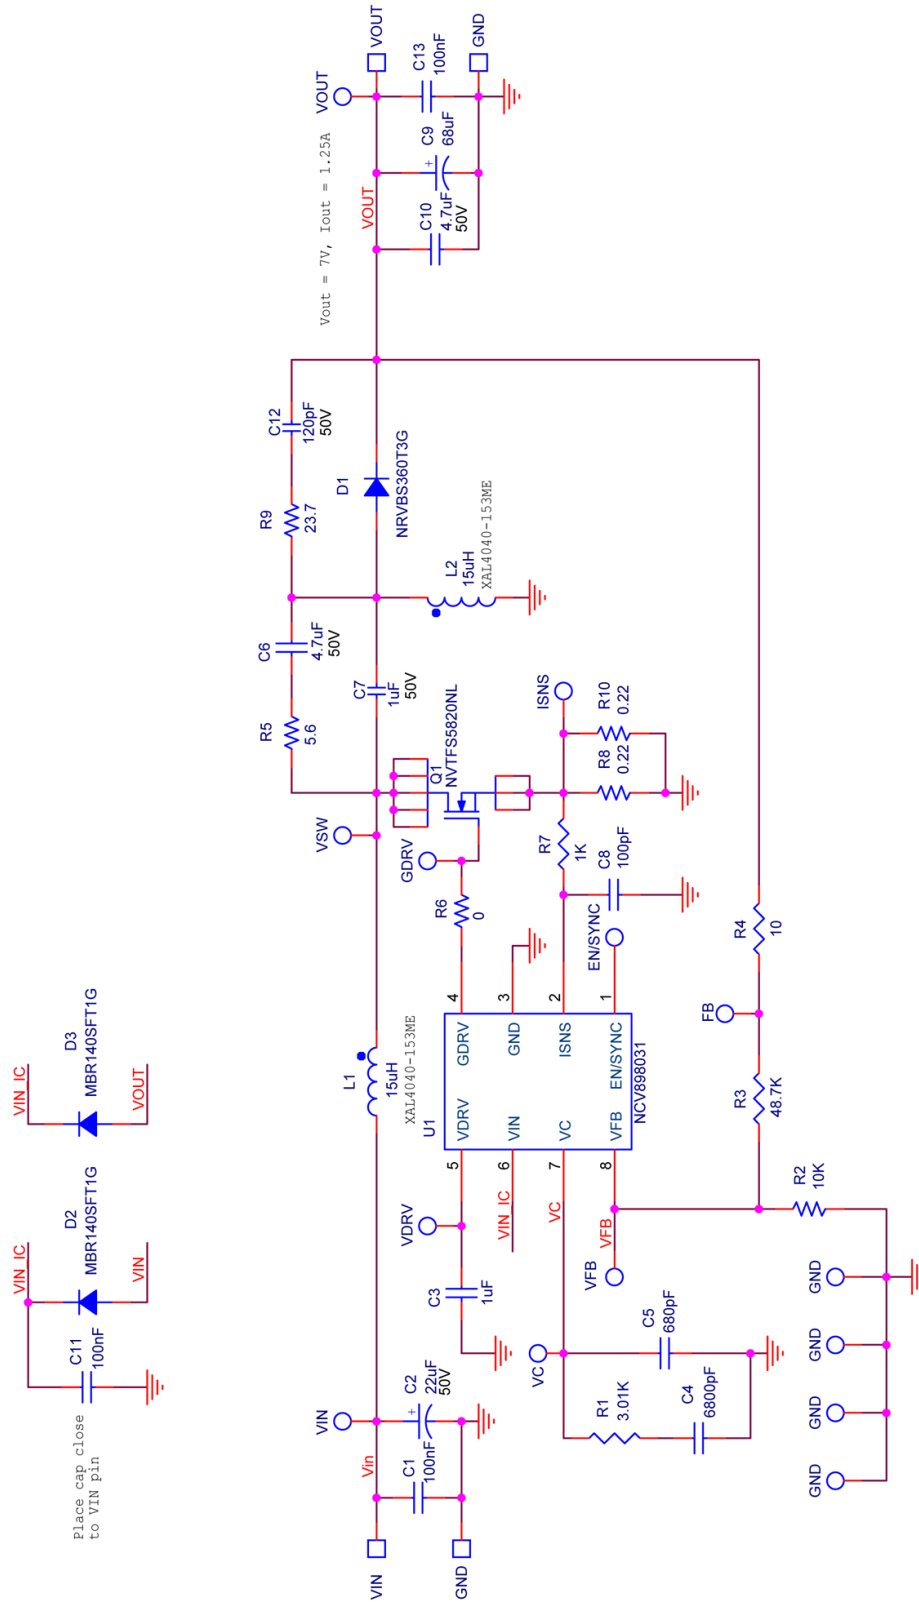 Place cap close
to VIN pin
C11
100nF
VIN_IC
D2
MBR140SFT1G
VIN
VIN_IC
D3
MBR140SFT1G
VOUT
Vout = 7V, Iout = 1.25A
R5
5.6
C6
4.7uF
50V
R9
23.7
C12
120pF
50V
VIN
VIN
Vin
C1
100nF
C2
22uF
50V
GND
L1
15uH
XAL4040-153ME
VSW
C7
1uF
50V
D1
NRVBS360T3G
L2
15uH
XAL4040-153ME
VOUT
VOUT
VOUT
C10
4.7uF
50V
C9
68uF
C13
100nF
GND
+
+
GDRV
Q1
NVTFS5820NL
R6
0
VDRV
C3
1uF
U1
VDRV
VIN
VC
VFB
GDRV
GND
ISNS
EN/SYNC
NCV898031
5
6
7
8
4
3
2
1
VIN_IC
VC
VFB
VFB
VC
R1
3.01K
C4
6800pF
C5
680pF
EN/SYNC
R7
1K
C8
100pF
ISNS
R8
0.22
R10
0.22
FB
R3
48.7K
R4
10
R2
10K
GND
GND
GND
GND